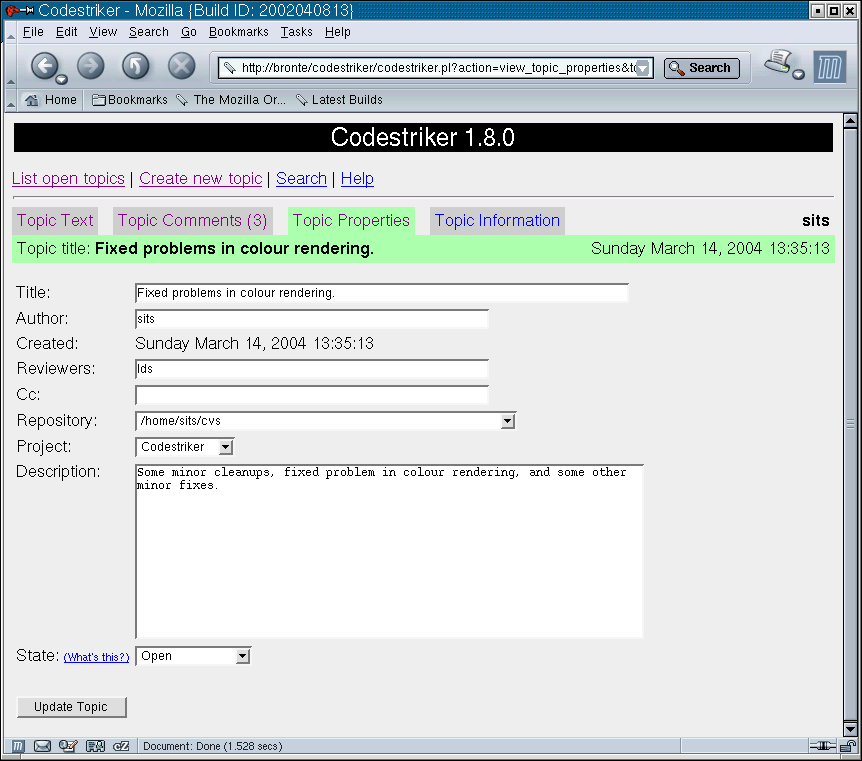 Codestriker - Mozilla {Build ID: 2002040813}
File Edit View Search Go Bookmarks Tasks Help
http://bronte/codestriker/codestriker.pl?action=view_topic_properties&to Search
Home Bookmarks The Mozilla Or... Latest Builds
Codestriker 1.8.0
List open topics | Create new topic | Search | Help
Topic Text Topic Comments (3) Topic Properties Topic Information sits
Topic title: Fixed problems in colour rendering. Sunday March 14, 2004 13:35:13
Title: Fixed problems in colour rendering.
Author: sits
Created: Sunday March 14, 2004 13:35:13
Reviewers: lds
Cc:
Repository: /home/sits/cvs
Project: Codestriker
Description: Some minor cleanups, fixed problem in colour rendering, and some other
minor fixes.
State: (What's this?) Open
Update Topic
Document: Done (1.528 secs)